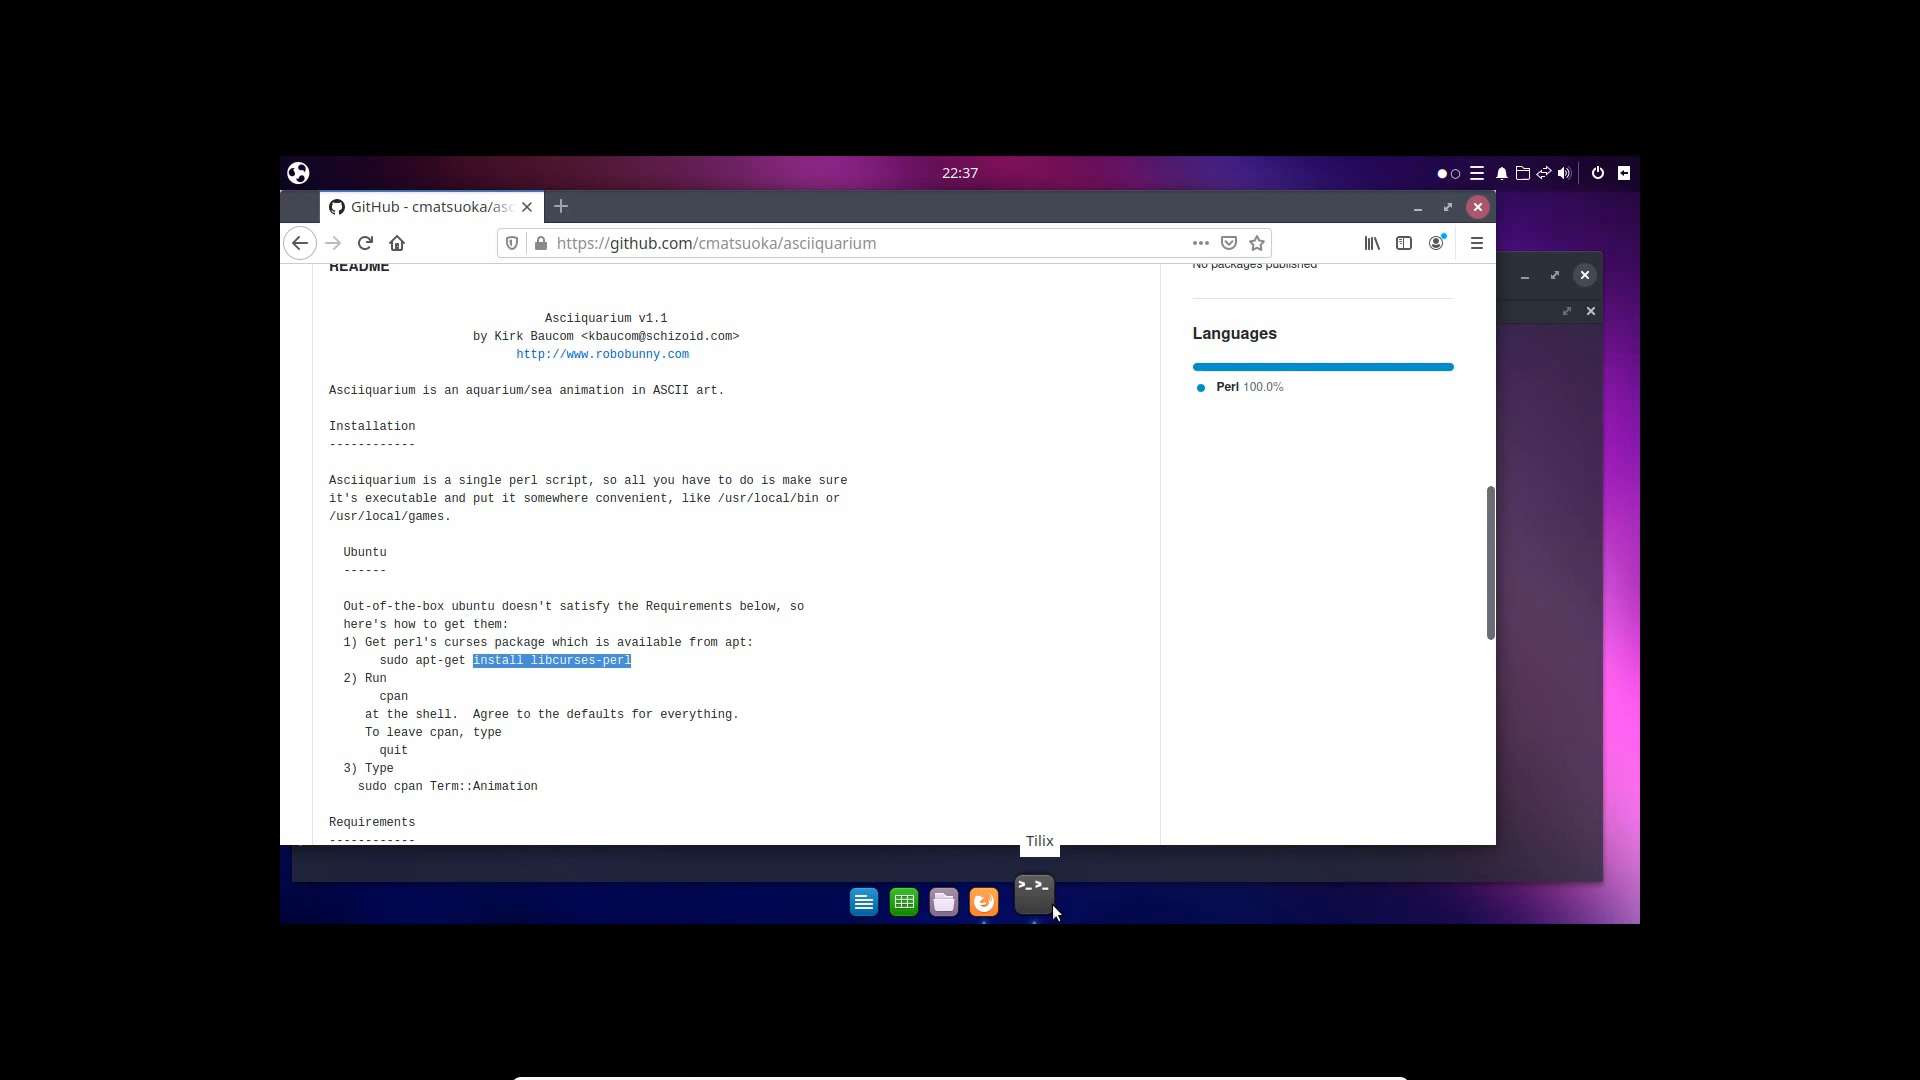 22:37
GitHub - cmatsuoka/asc
https://github.com/cmatsuoka/asciiquarium
README
No packages published
Asciiquarium v1.1
by Kirk Baucom <kbaucom@schizoid.com>
http://www.robobunny.com
Languages
Perl 100.0%
Asciiquarium is an aquarium/sea animation in ASCII art.
Installation
------------
Asciiquarium is a single perl script, so all you have to do is make sure
it's executable and put it somewhere convenient, like /usr/local/bin or
/usr/local/games.
Ubuntu
------
Out-of-the-box ubuntu doesn't satisfy the Requirements below, so
here's how to get them:
1) Get perl's curses package which is available from apt:
sudo apt-get install libcurses-perl
2) Run
cpan
at the shell.  Agree to the defaults for everything.
To leave cpan, type
quit
3) Type
sudo cpan Term::Animation
Requirements
------------
Tilix
>_ >_